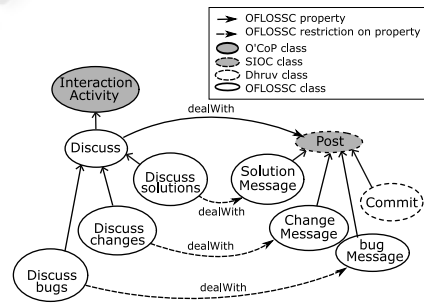 OFLOSSC property
OFLOSSC restriction on property
O'CoP class
SIOC class
Dhruv class
OFLOSSC class
Interaction
Activity
dealWith
Discuss
Post
Discuss
solutions
Solution
Message
dealWith
Commit
Discuss
changes
Change
Message
dealWith
bug
Message
Discuss
bugs
dealWith